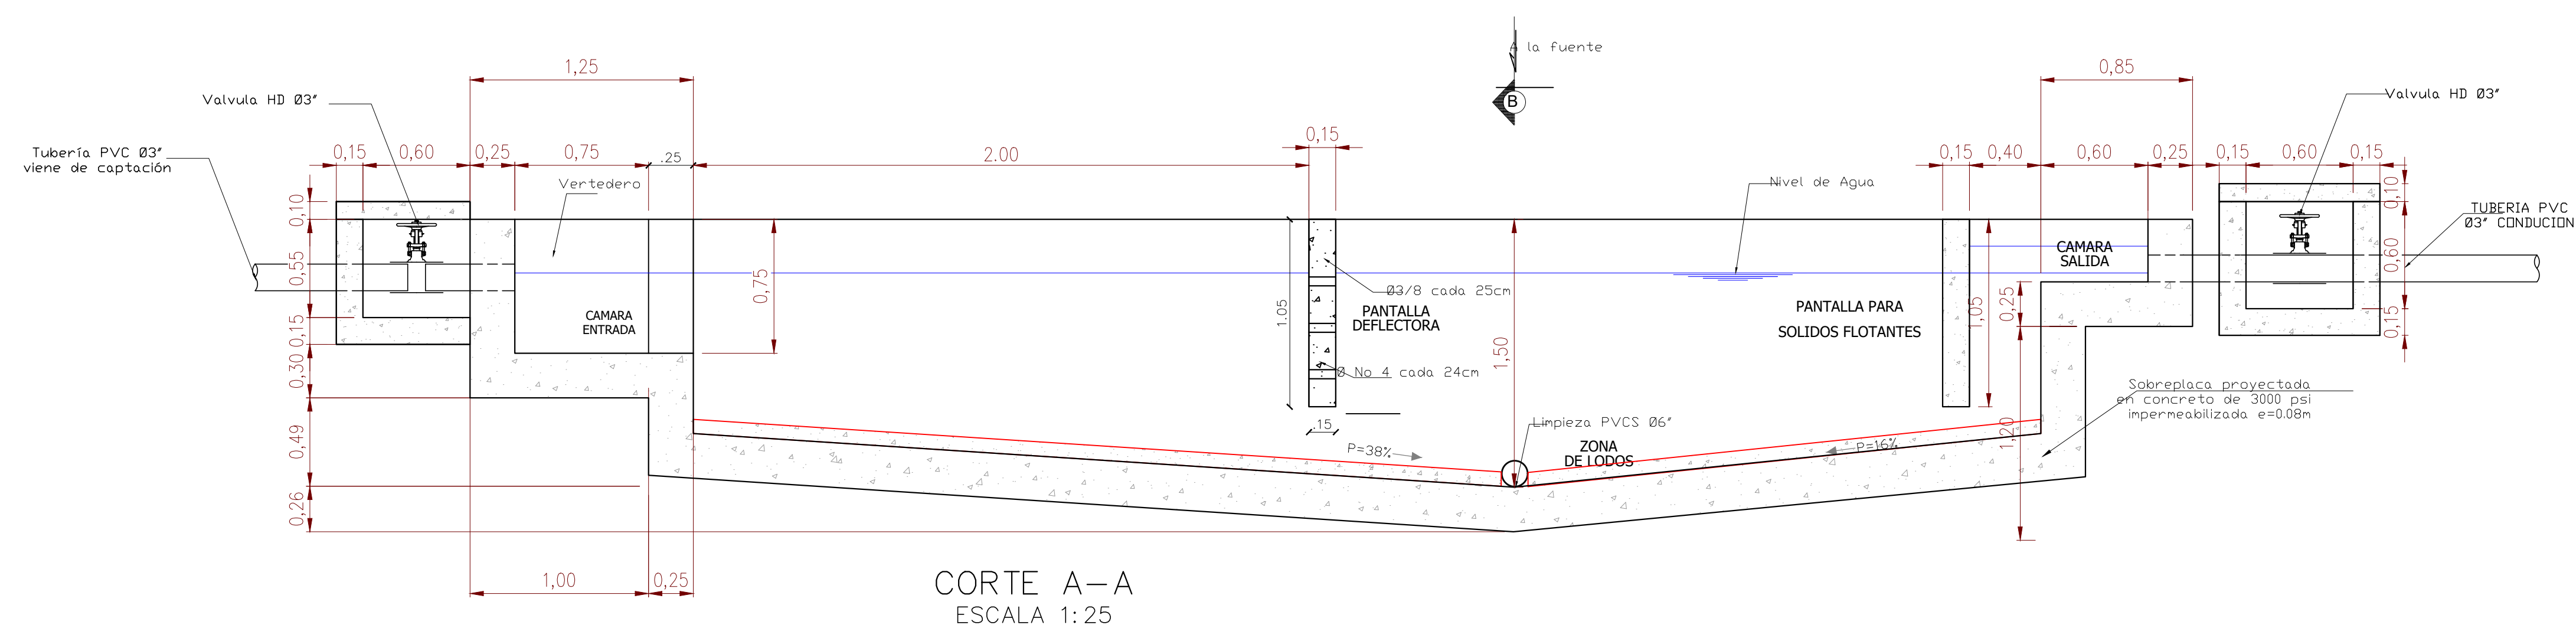 A la fuente
B
1,25
0,85
Valvula HD Ø3"
Valvula HD Ø3"
Tubería PVC Ø3"
viene de captación
0,15
0,60
0,25
0,75
.25
2.00
0,15
0,15
0,40
0,60
0,25
0,15
0,60
0,15
Vertedero
Nivel de Agua
0,10
0,55
0,15
0,30
0,49
0,26
0,10
0,60
0,15
TUBERIA PVC
Ø3" CONDUCION
CAMARA
SALIDA
CAMARA
ENTRADA
0,75
1.05
Ø3/8 cada 25cm
PANTALLA
DEFLECTORA
1,50
PANTALLA PARA
SOLIDOS FLOTANTES
1,05
0,25
1,20
Ø No 4 cada 24cm
.15
Sobreplaca proyectada
en concreto de 3000 psi
impermeabilizada e=0.08m
Limpieza PVCS Ø6"
ZONA
DE LODOS
P=38%
P=16%
1,00
0,25
CORTE A-A
ESCALA 1:25